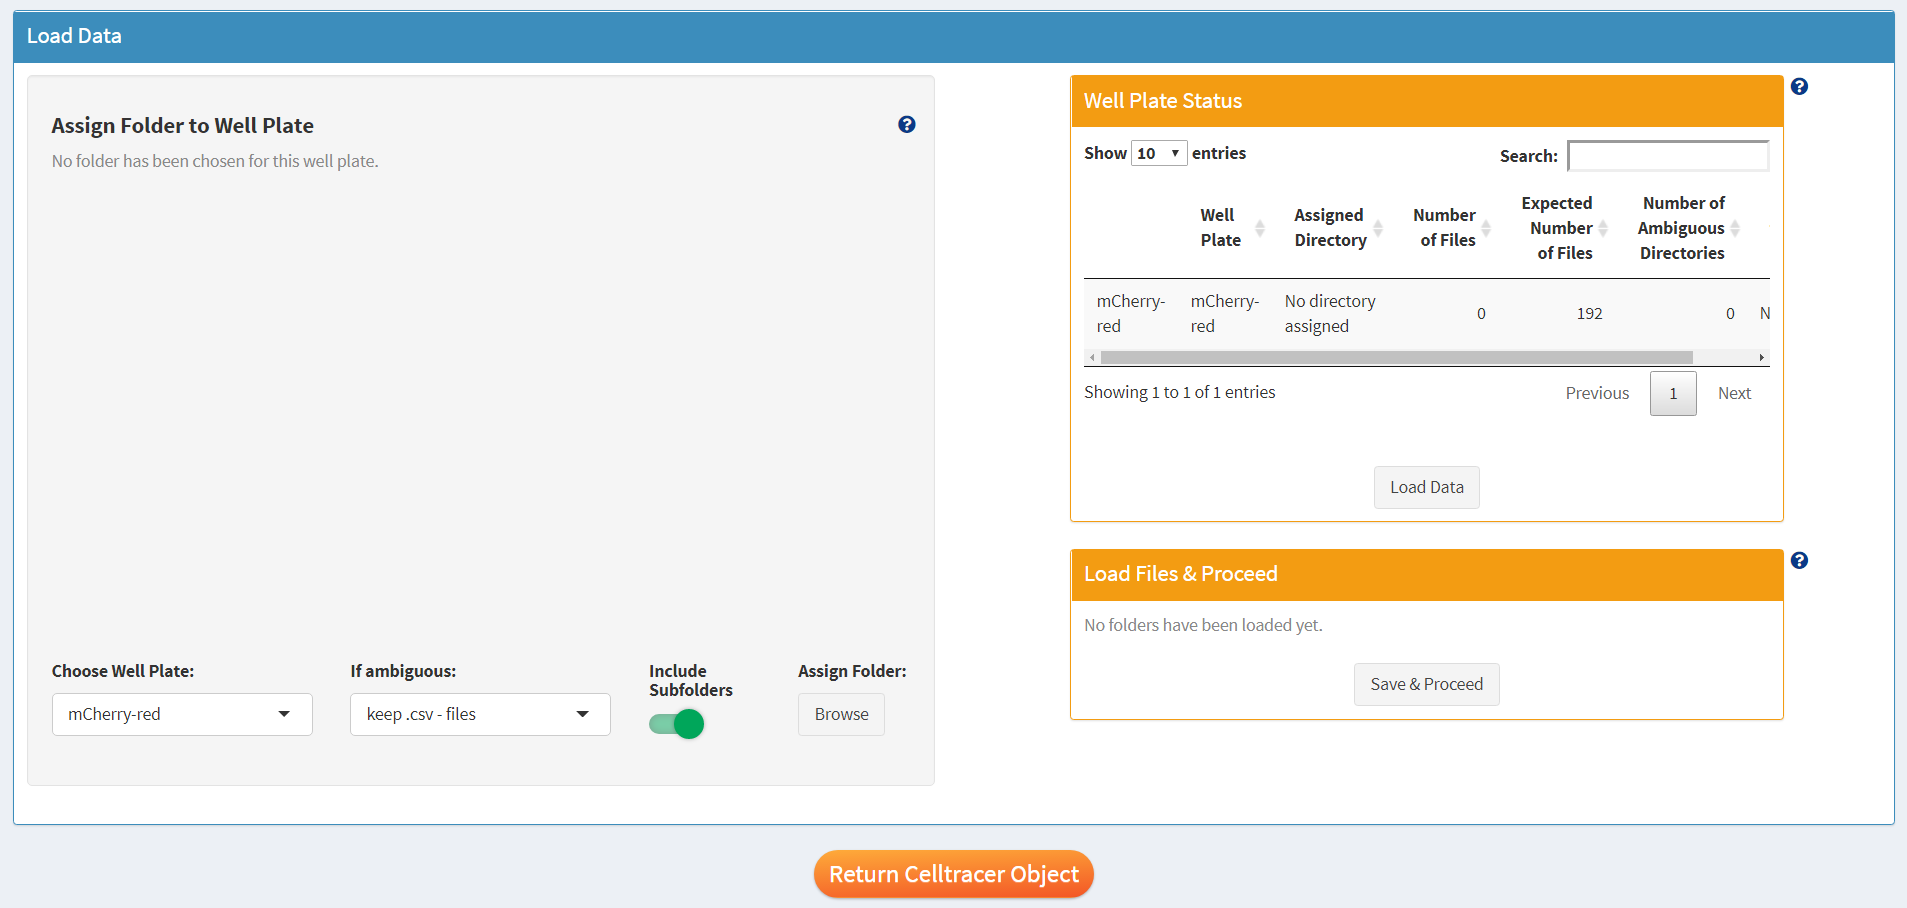 Load Data
Assign Folder to Well Plate
No folder has been chosen for this well plate.
Choose Well Plate:
If ambiguous:
Include
Subfolders
Assign Folder:
mCherry-red
keep .csv - files
Browse
Well Plate Status
Show 10 entries
Search:
Well
Plate
Assigned
Directory
Number
of Files
Expected
Number
of Files
Number of
Ambiguous
Directories
mCherry-
red
mCherry-
red
No directory
assigned
0
192
0
N
Showing 1 to 1 of 1 entries
Previous
1
Next
Load Data
Load Files & Proceed
No folders have been loaded yet.
Save & Proceed
Return Celltracer Object